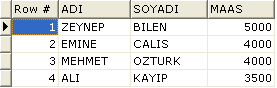 Row # ADI SOYADI MAAS
1 ZEYNEP BILEN 5000
2 EMINE CALIS 4000
3 MEHMET OZTURK 4000
4 ALI KAYIP 3500